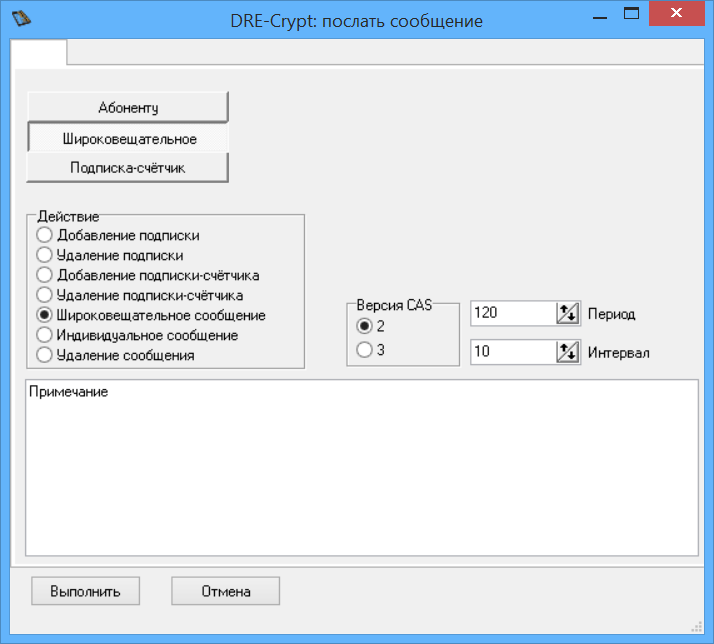 DRE-Crypt: послать сообщение
Абоненту
Широковещательное
Подписка-счётчик
Действие
Добавление подписки
Удаление подписки
Добавление подписки-счётчика
Удаление подписки-счётчика
Широковещательное сообщение
Индивидуальное сообщение
Удаление сообщения
Версия CAS
2
3
120 Период
10 Интервал
Примечание
Выполнить Отмена